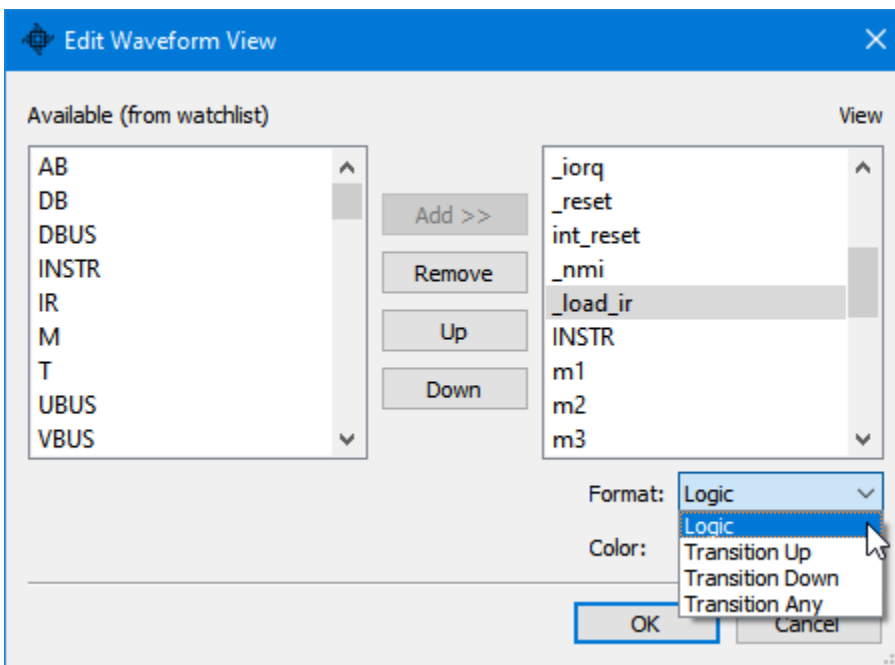 Edit Waveform View
Available (from watchlist)
View
AB
DB
DBUS
INSTR
IR
M
T
UBUS
VBUS
Add >>
Remove
Up
Down
_iorq
_reset
int_reset
_nmi
_load_ir
INSTR
m1
m2
m3
Format:
Logic
Logic
Transition Up
Transition Down
Transition Any
Color:
OK
Cancel